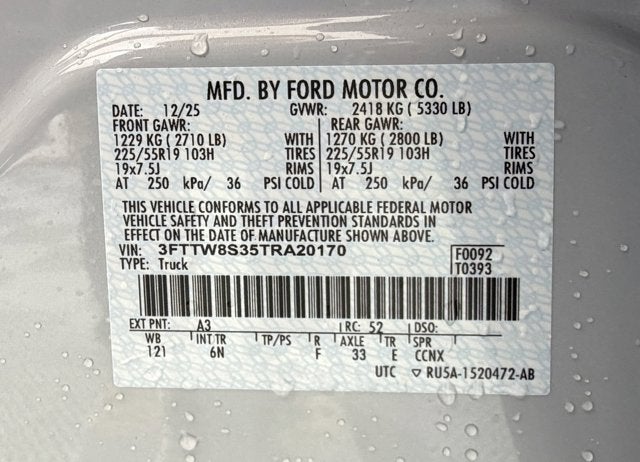 MFD. BY FORD MOTOR CO.
DATE: 12/25 GVWR: 2418 KG ( 5330 LB)
FRONT GAWR: REAR GAWR:
1229 KG ( 2710 LB) WITH 1270 KG ( 2800 LB) WITH
225/55R19 103H TIRES 225/55R19 103H TIRES
19x7.5J RIMS 19x7.5J RIMS
AT 250 kPa/ 36 PSI COLD AT 250 kPa/ 36 PSI COLD
THIS VEHICLE CONFORMS TO ALL APPLICABLE FEDERAL MOTOR
VEHICLE SAFETY AND THEFT PREVENTION STANDARDS IN
EFFECT ON THE DATE OF MANUFACTURE SHOWN ABOVE.
VIN: 3FTTW8S35TRA20170 F0092
TYPE: Truck T0393
EXT PNT: A3 RC: 52 DSO:
WB INT TR TP/PS R AXLE TR SPR
121 6N F 33 E CCNX
UTC ▽ RU5A-1520472-AB